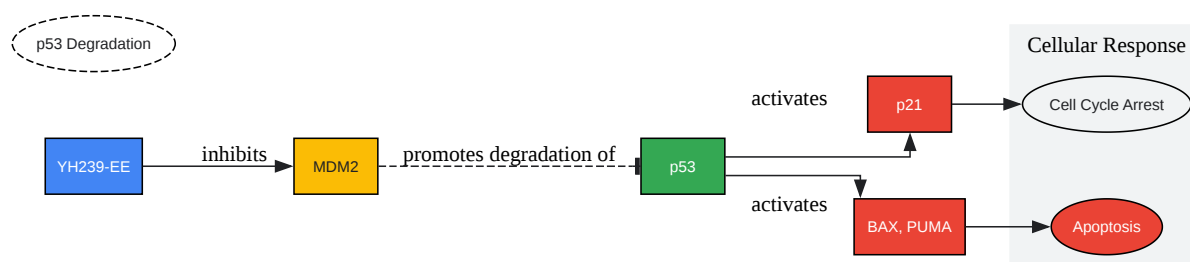 p53 Degradation
Cellular Response
activates
p21
Cell Cycle Arrest
YH239-EE
inhibits
MDM2
promotes degradation of
p53
activates
BAX, PUMA
Apoptosis